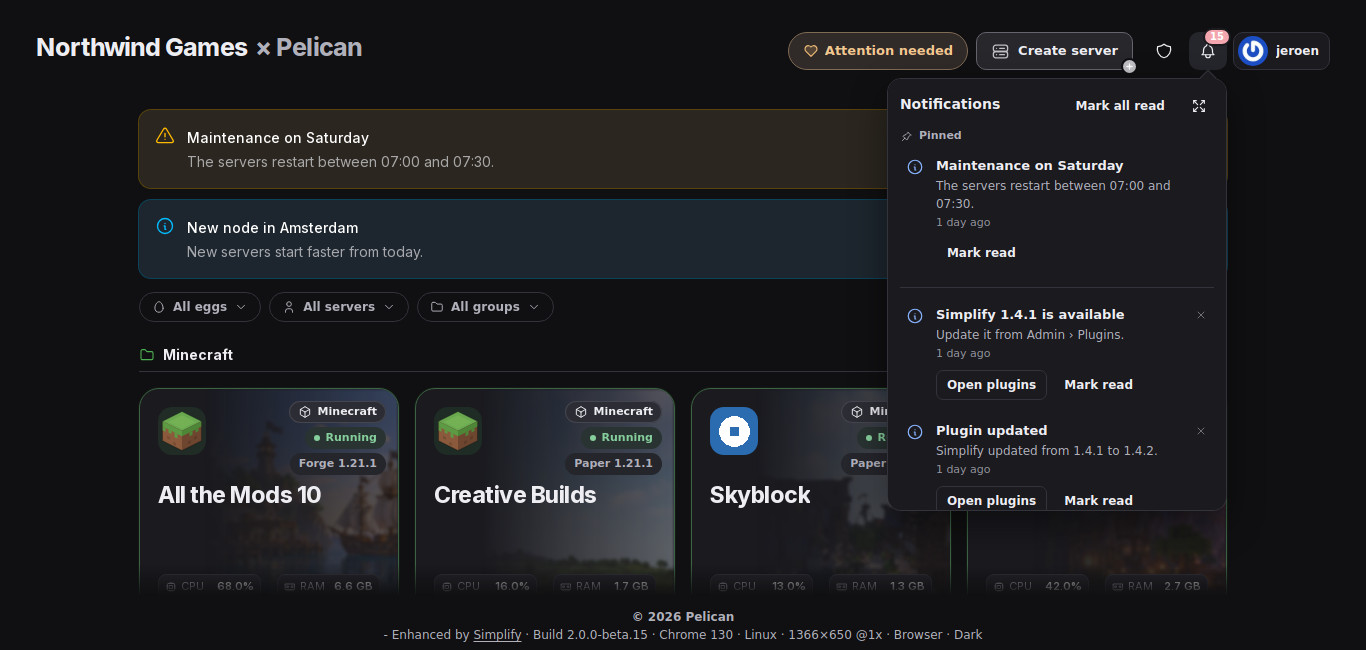 Northwind Games × Pelican
Attention needed
Create server
15
jeroen
Maintenance on Saturday
The servers restart between 07:00 and 07:30.
New node in Amsterdam
New servers start faster from today.
All eggs
All servers
All groups
Minecraft
Minecraft
Running
Forge 1.21.1
All the Mods 10
CPU 68.0%
RAM 6.6 GB
Minecraft
Running
Paper 1.21.1
Creative Builds
CPU 16.0%
RAM 1.7 GB
Skyblock
CPU 13.0%
RAM 1.3 GB
CPU 42.0%
RAM 2.7 GB
Notifications
Mark all read
Pinned
Maintenance on Saturday
The servers restart between 07:00 and
07:30.
1 day ago
Mark read
Simplify 1.4.1 is available
Update it from Admin › Plugins.
1 day ago
Open plugins
Mark read
Plugin updated
Simplify updated from 1.4.1 to 1.4.2.
1 day ago
Open plugins
Mark read
© 2026 Pelican
- Enhanced by Simplify · Build 2.0.0-beta.15 · Chrome 130 · Linux · 1366×650 @1x · Browser · Dark